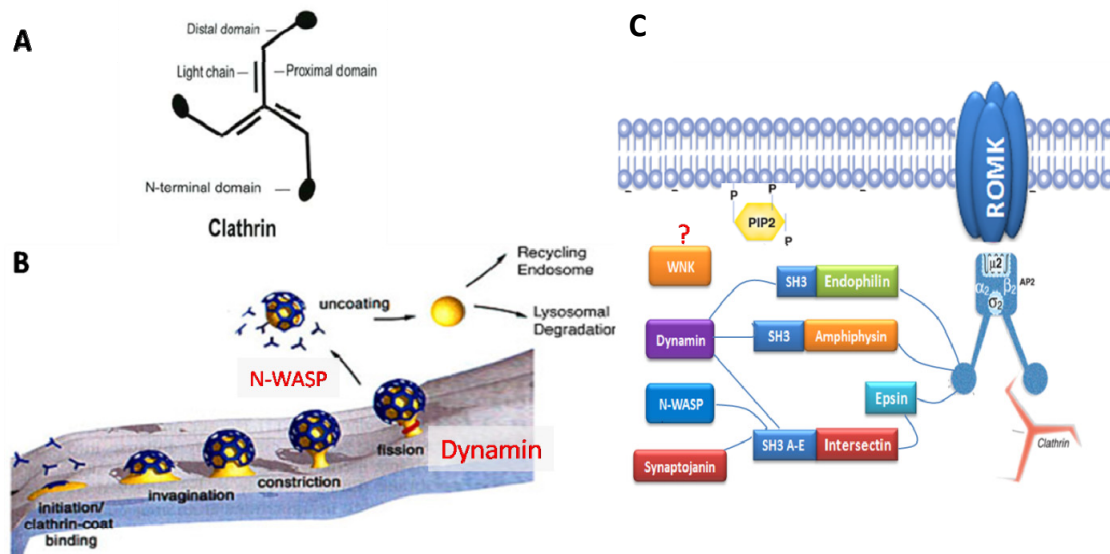 A
Distal domain
Light chain
Proximal domain
N-terminal domain
Clathrin
B
Recycling
Endosome
uncoating
Lysosomal
Degradation
N-WASP
fission
Dynamin
constriction
invagination
initiation/
clathrin-coat
binding
C
ROMK
P
P
PIP2
P
?
WNK
μ2
α2
β2
AP2
σ2
SH3
Endophilin
Dynamin
SH3
Amphiphysin
N-WASP
Epsin
SH3 A-E
Intersectin
Synaptojanin
Clathrin